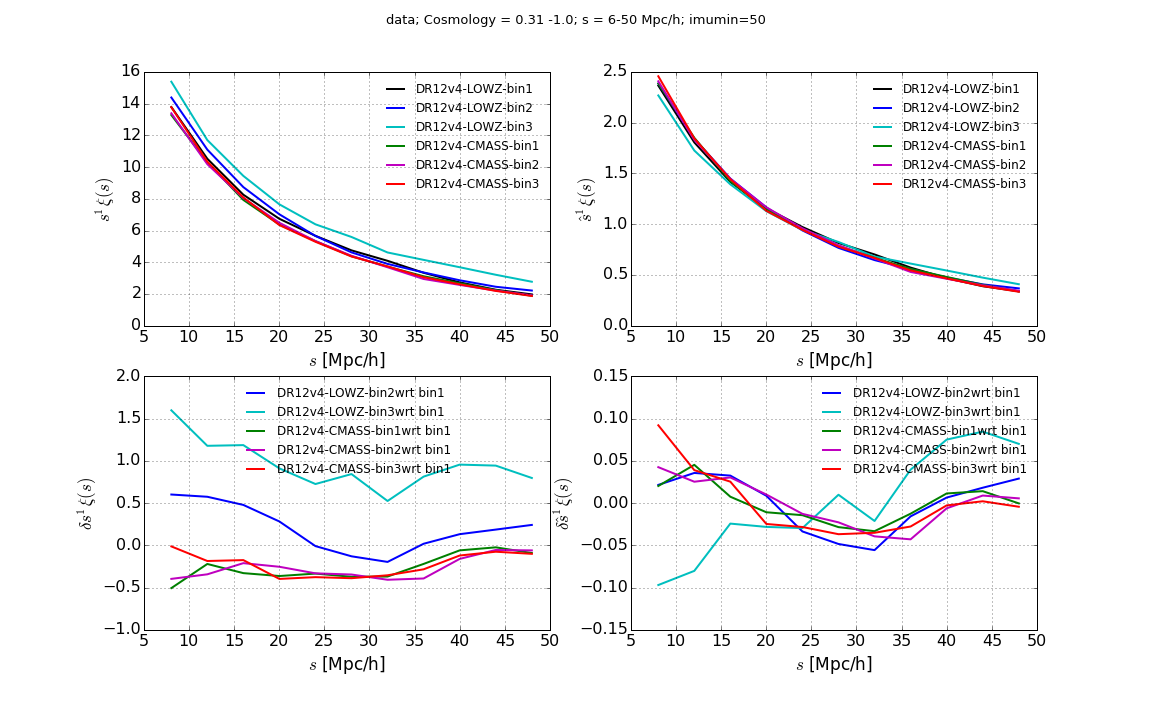 data; Cosmology = 0.31 -1.0; s = 6-50 Mpc/h; imumin=50
16
14
12
10
8
6
4
2
0
s¹ ξ(s)
DR12v4-LOWZ-bin1
DR12v4-LOWZ-bin2
DR12v4-LOWZ-bin3
DR12v4-CMASS-bin1
DR12v4-CMASS-bin2
DR12v4-CMASS-bin3
5 10 15 20 25 30 35 40 45 50
s [Mpc/h]
2.5
2.0
1.5
1.0
0.5
0.0
ŝ¹ ξ(s)
DR12v4-LOWZ-bin1
DR12v4-LOWZ-bin2
DR12v4-LOWZ-bin3
DR12v4-CMASS-bin1
DR12v4-CMASS-bin2
DR12v4-CMASS-bin3
5 10 15 20 25 30 35 40 45 50
s [Mpc/h]
2.0
1.5
1.0
0.5
0.0
−0.5
−1.0
δs¹ ξ(s)
DR12v4-LOWZ-bin2wrt bin1
DR12v4-LOWZ-bin3wrt bin1
DR12v4-CMASS-bin1wrt bin1
DR12v4-CMASS-bin2wrt bin1
DR12v4-CMASS-bin3wrt bin1
5 10 15 20 25 30 35 40 45 50
s [Mpc/h]
0.15
0.10
0.05
0.00
−0.05
−0.10
−0.15
δŝ¹ ξ(s)
DR12v4-LOWZ-bin2wrt bin1
DR12v4-LOWZ-bin3wrt bin1
DR12v4-CMASS-bin1wrt bin1
DR12v4-CMASS-bin2wrt bin1
DR12v4-CMASS-bin3wrt bin1
5 10 15 20 25 30 35 40 45 50
s [Mpc/h]